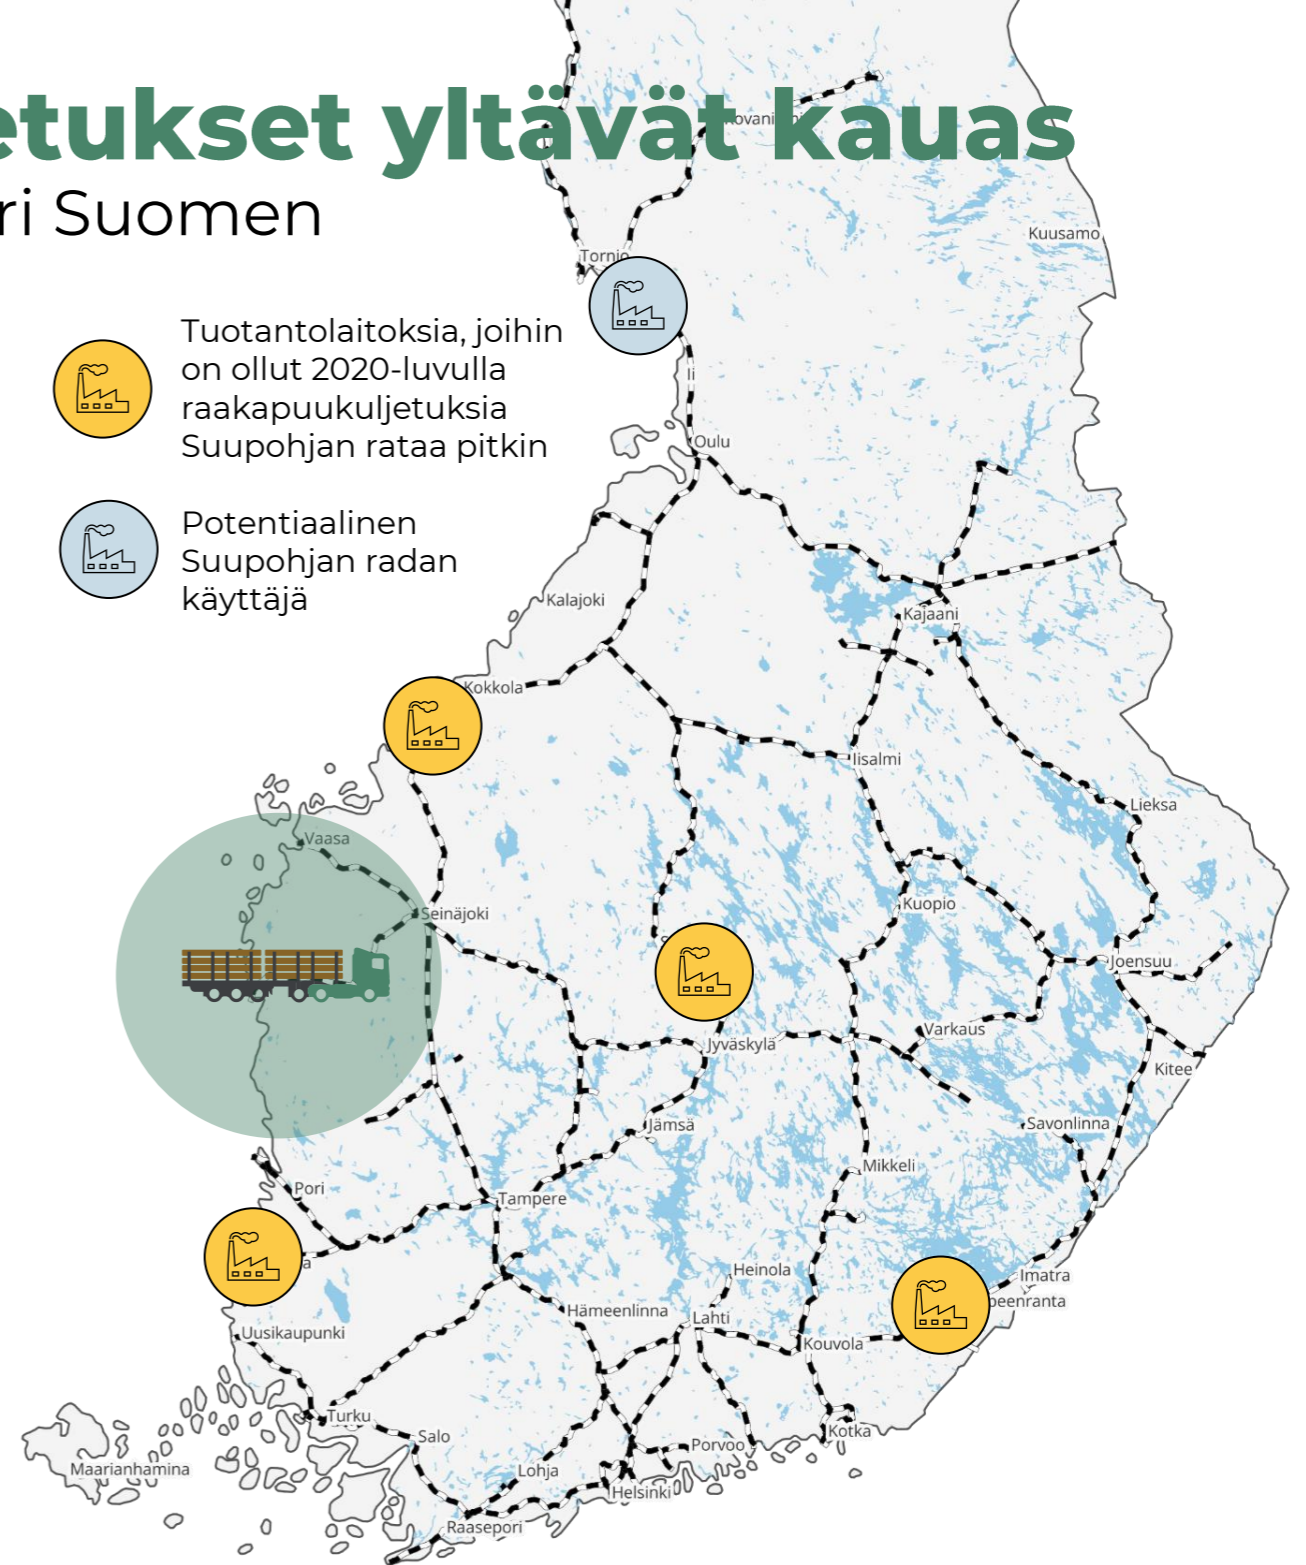 etukset yltävät kauas
ri Suomen
Kuusamo
Tornio
Tuotantolaitoksia, joihin
on ollut 2020-luvulla
raakapuukuljetuksia
Suupohjan rataa pitkin
Ii
Oulu
Potentiaalinen
Suupohjan radan
käyttäjä
Kalajoki
Kajaani
Kokkola
Iisalmi
Lieksa
Vaasa
Kuopio
Seinäjoki
Joensuu
Varkaus
Jyväskylä
Kitee
Jämsä
Savonlinna
Mikkeli
Pori
Tampere
a
Heinola
Imatra
peenranta
Hämeenlinna
Lahti
Uusikaupunki
Kouvola
Turku
Salo
Kotka
Porvoo
Maarianhamina
Lohja
Helsinki
Raasepori